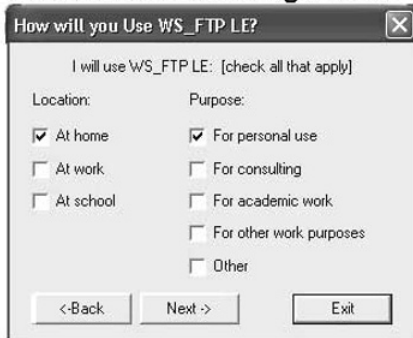 How will you Use WS_FTP LE?
I will use WS_FTP LE: [check all that apply]
Location:
Purpose:
At home
For personal use
At work
For consulting
At school
For academic work
For other work purposes
Other
<-Back
Next ->
Exit